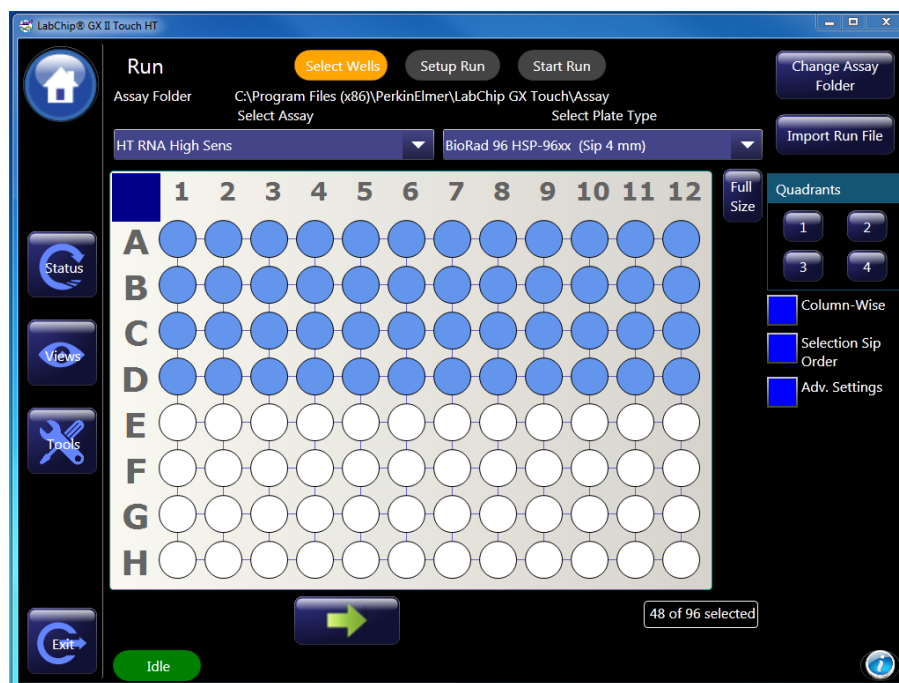 LabChip® GX II Touch HT
Run
Select Wells
Setup Run
Start Run
Change Assay
Folder
Assay Folder
C:\Program Files (x86)\PerkinElmer\LabChip GX Touch\Assay
Select Assay
Select Plate Type
Import Run File
HT RNA High Sens
BioRad 96 HSP-96xx (Sip 4 mm)
Full
Size
Quadrants
1 2
3 4
Column-Wise
Selection Sip
Order
Adv. Settings
1 2 3 4 5 6 7 8 9 10 11 12
A
B
C
D
E
F
G
H
Status
Views
Tools
Exit
48 of 96 selected
Idle